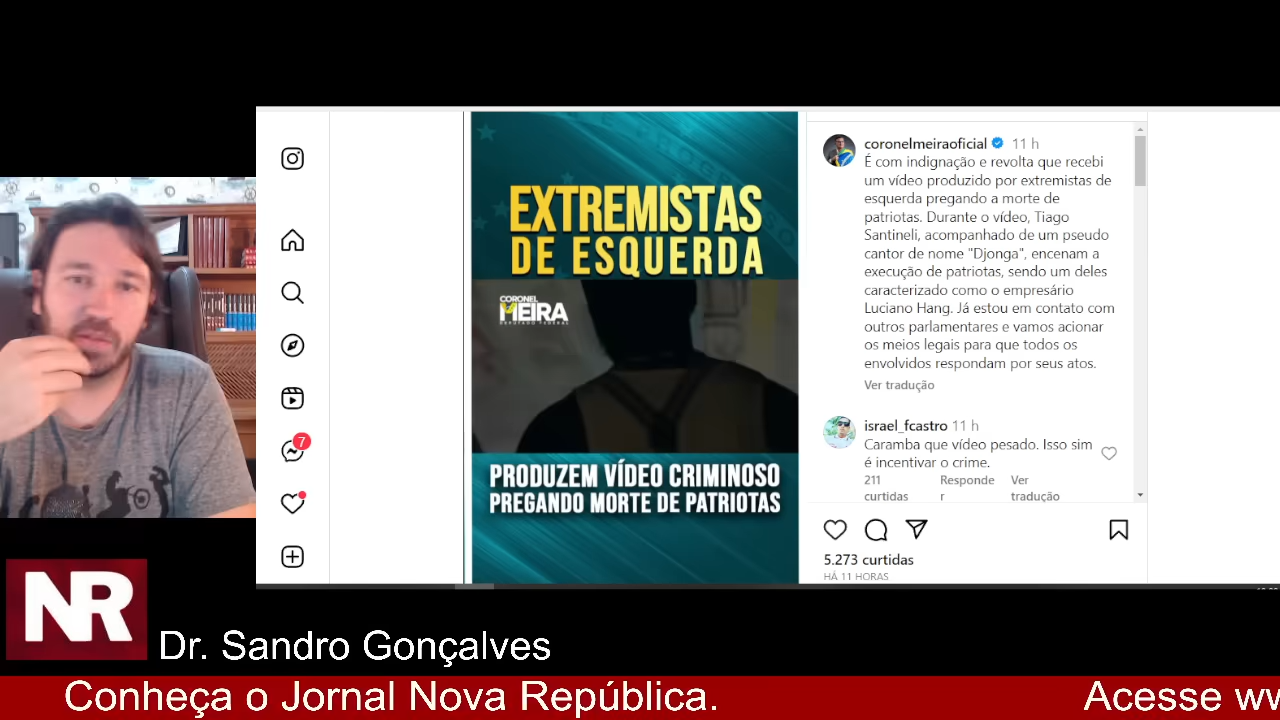 EXTREMISTAS
DE ESQUERDA
CORONEL
MEIRA
DEPUTADO FEDERAL
PRODUZEM VÍDEO CRIMINOSO
PREGANDO MORTE DE PATRIOTAS
coronelmeiraoficial 11 h
É com indignação e revolta que recebi
um vídeo produzido por extremistas de
esquerda pregando a morte de
patriotas. Durante o vídeo, Tiago
Santineli, acompanhado de um pseudo
cantor de nome "Djonga", encenam a
execução de patriotas, sendo um deles
caracterizado como o empresário
Luciano Hang. Já estou em contato com
outros parlamentares e vamos acionar
os meios legais para que todos os
envolvidos respondam por seus atos.
Ver tradução
israel_fcastro 11 h
Caramba que vídeo pesado. Isso sim
é incentivar o crime.
211 Responde Ver
curtidas r tradução
5.273 curtidas
HÁ 11 HORAS
7
NR
Dr. Sandro Gonçalves
Conheça o Jornal Nova República. Acesse